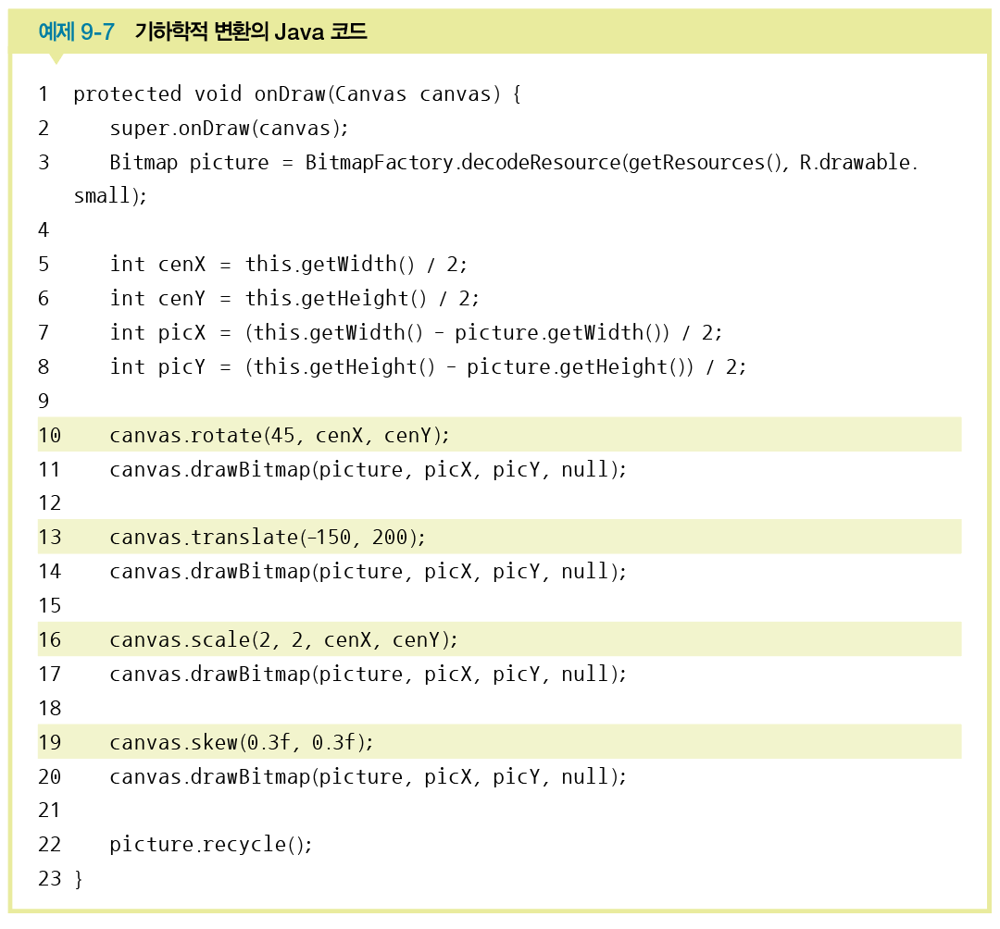 예제 9-7 기하학적 변환의 Java 코드
1 protected void onDraw(Canvas canvas) {
2    super.onDraw(canvas);
3    Bitmap picture = BitmapFactory.decodeResource(getResources(), R.drawable.
small);
4
5    int cenX = this.getWidth() / 2;
6    int cenY = this.getHeight() / 2;
7    int picX = (this.getWidth() - picture.getWidth()) / 2;
8    int picY = (this.getHeight() - picture.getHeight()) / 2;
9
10    canvas.rotate(45, cenX, cenY);
11    canvas.drawBitmap(picture, picX, picY, null);
12
13    canvas.translate(-150, 200);
14    canvas.drawBitmap(picture, picX, picY, null);
15
16    canvas.scale(2, 2, cenX, cenY);
17    canvas.drawBitmap(picture, picX, picY, null);
18
19    canvas.skew(0.3f, 0.3f);
20    canvas.drawBitmap(picture, picX, picY, null);
21
22    picture.recycle();
23 }